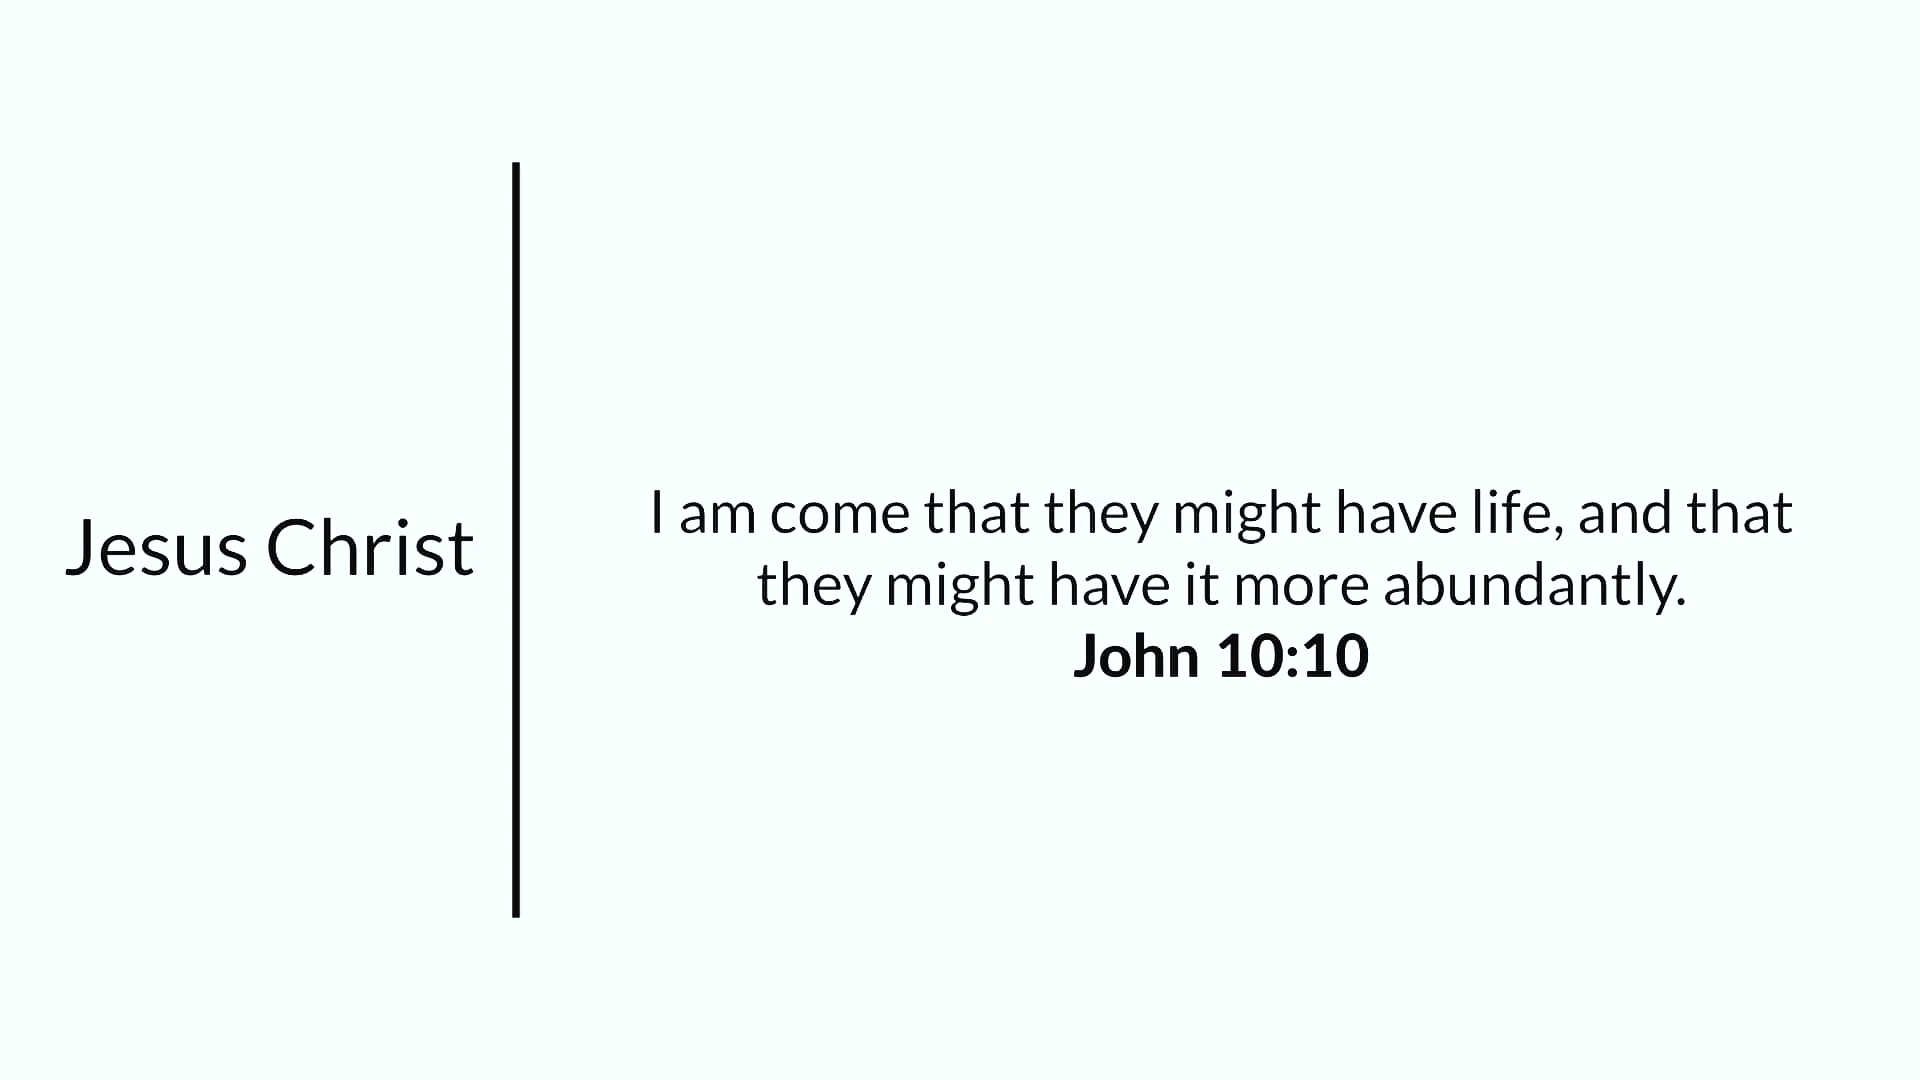 Jesus Christ
I am come that they might have life, and that
they might have it more abundantly.
John 10:10